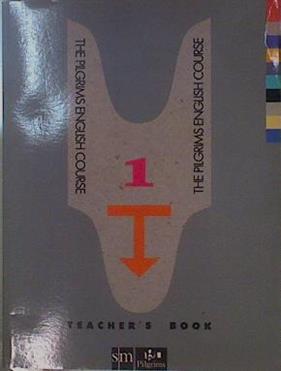 THE PILGRIMS ENGLISH COURSE
THE PILGRIMS ENGLISH COURSE
1
TEACHER'S BOOK
sm
Pilgrims